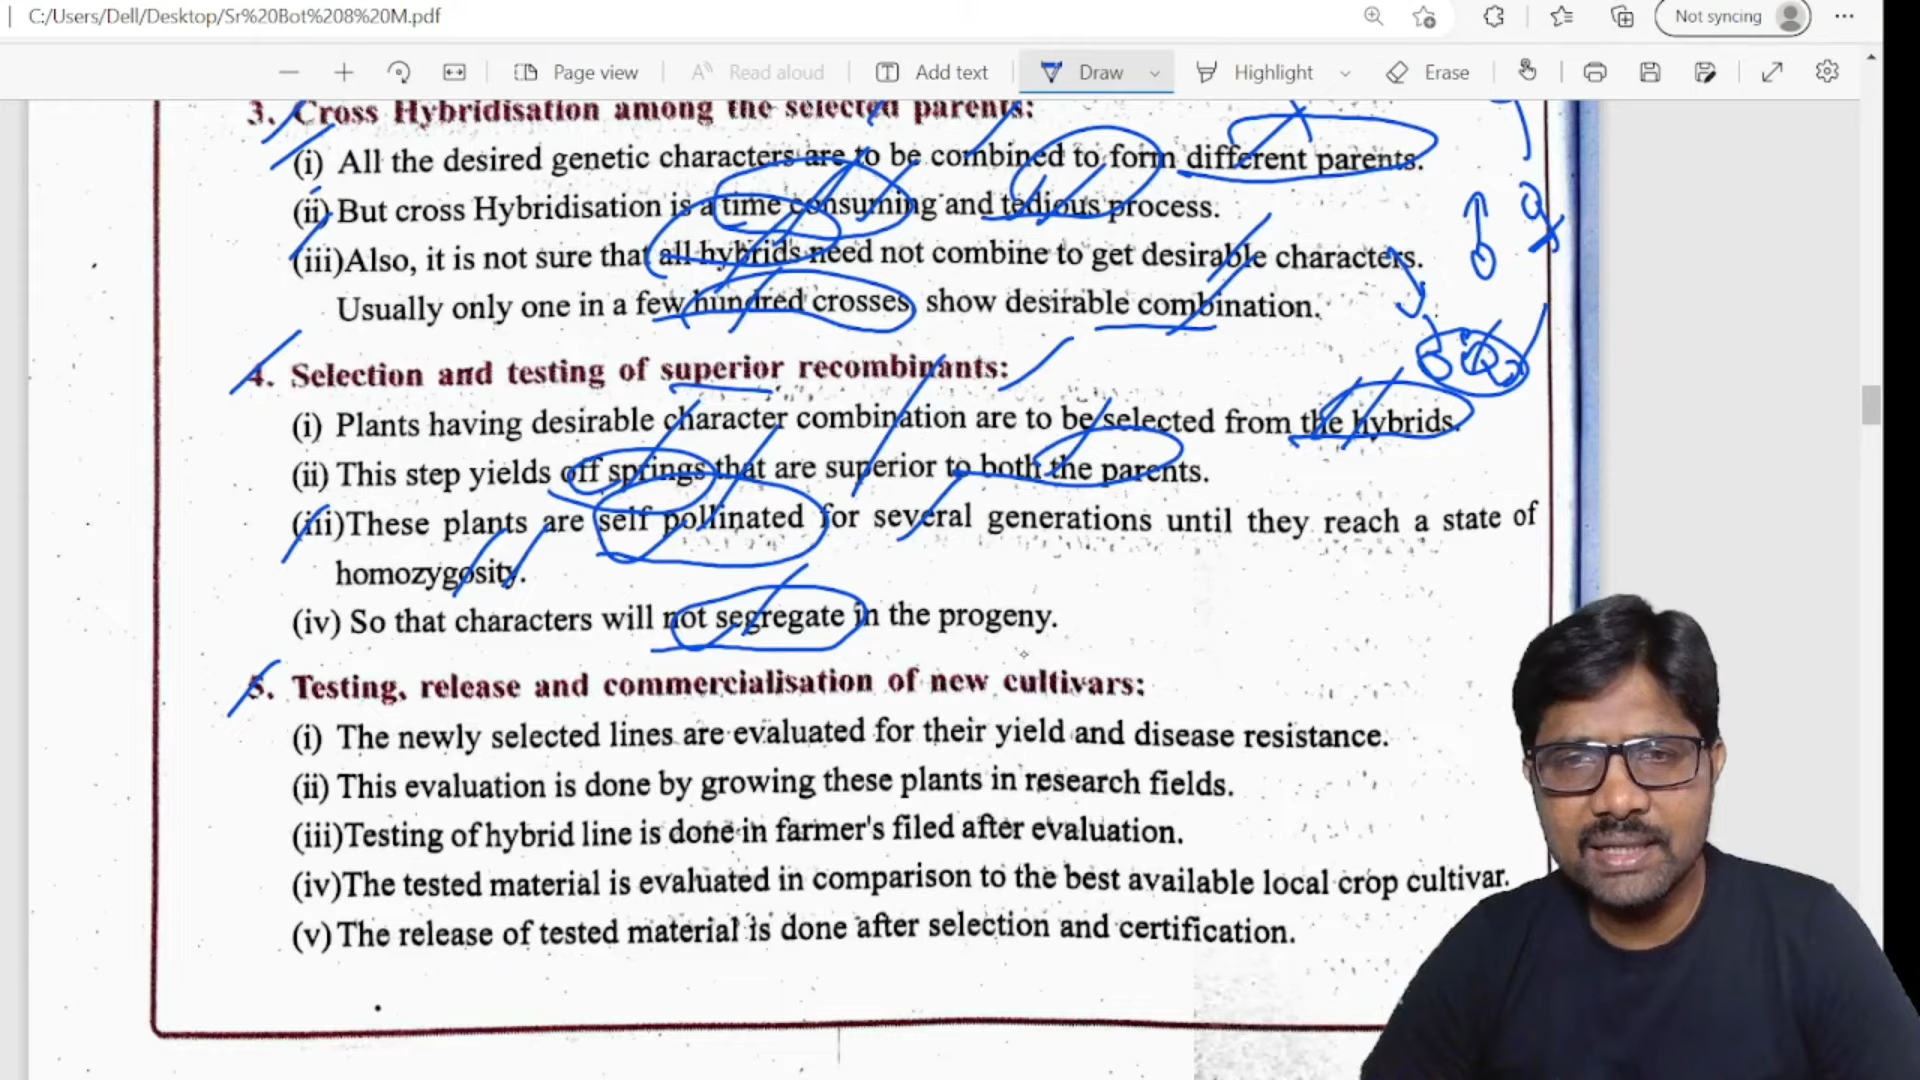 C:/Users/Dell/Desktop/Sr%20Bot%208%20M.pdf
Not syncing
Page view
Read aloud
Add text
Draw
Highlight
Erase
3. Cross Hybridisation among the selected parents:
(i) All the desired genetic characters are to be combined to form different parents.
(ii) But cross Hybridisation is a time consuming and tedious process.
(iii)Also, it is not sure that all hybrids need not combine to get desirable characters.
Usually only one in a few hundred crosses, show desirable combination.
4. Selection and testing of superior recombinants:
(i) Plants having desirable character combination are to be selected from the hybrids.
(ii) This step yields off springs that are superior to both the parents.
(iii)These plants are self pollinated for several generations until they reach a state of
homozygosity.
(iv) So that characters will not segregate in the progeny.
5. Testing, release and commercialisation of new cultivars:
(i) The newly selected lines are evaluated for their yield and disease resistance.
(ii) This evaluation is done by growing these plants in research fields.
(iii)Testing of hybrid line is done in farmer's filed after evaluation.
(iv)The tested material is evaluated in comparison to the best available local crop cultivar.
(v) The release of tested material is done after selection and certification.